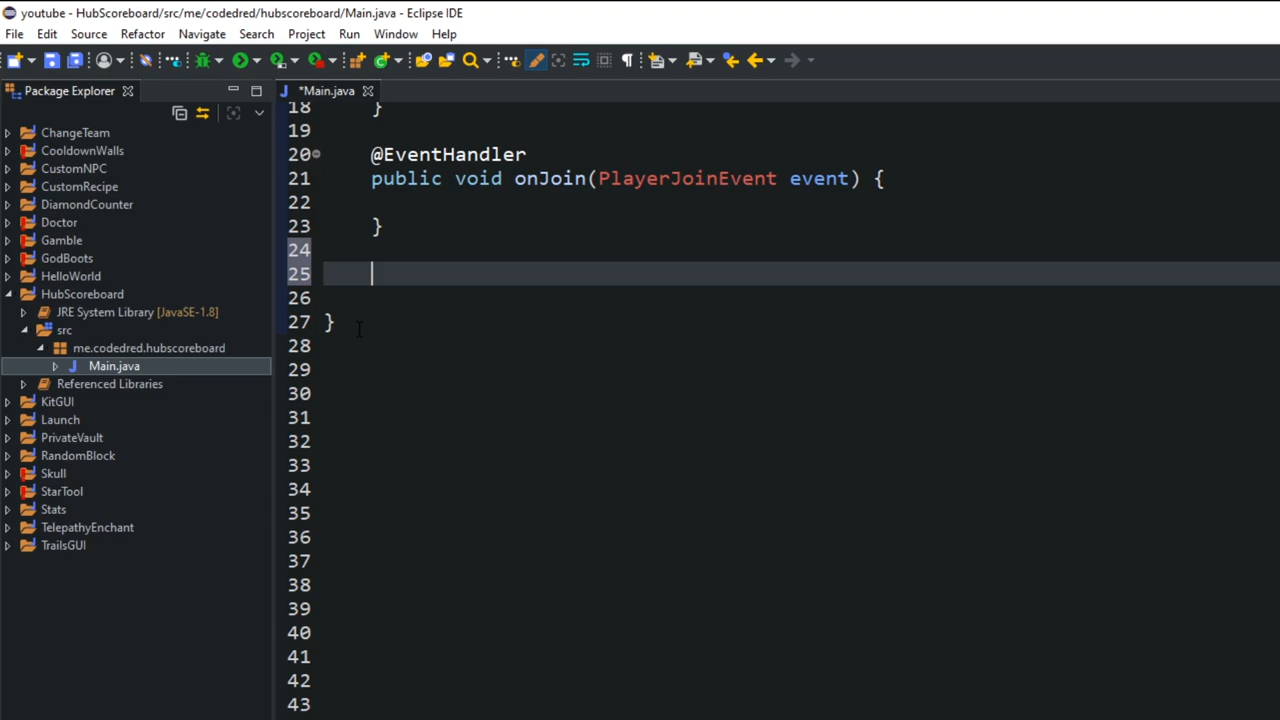 youtube - HubScoreboard/src/me/codedred/hubscoreboard/Main.java - Eclipse IDE
File Edit Source Refactor Navigate Search Project Run Window Help
Package Explorer
*Main.java
ChangeTeam
CooldownWalls
CustomNPC
CustomRecipe
DiamondCounter
Doctor
Gamble
GodBoots
HelloWorld
HubScoreboard
JRE System Library [JavaSE-1.8]
src
me.codedred.hubscoreboard
Main.java
Referenced Libraries
KitGUI
Launch
PrivateVault
RandomBlock
Skull
StarTool
Stats
TelepathyEnchant
TrailsGUI
18 }
19
20 @EventHandler
21 public void onJoin(PlayerJoinEvent event) {
22
23 }
24
25
26
27 }
28
29
30
31
32
33
34
35
36
37
38
39
40
41
42
43